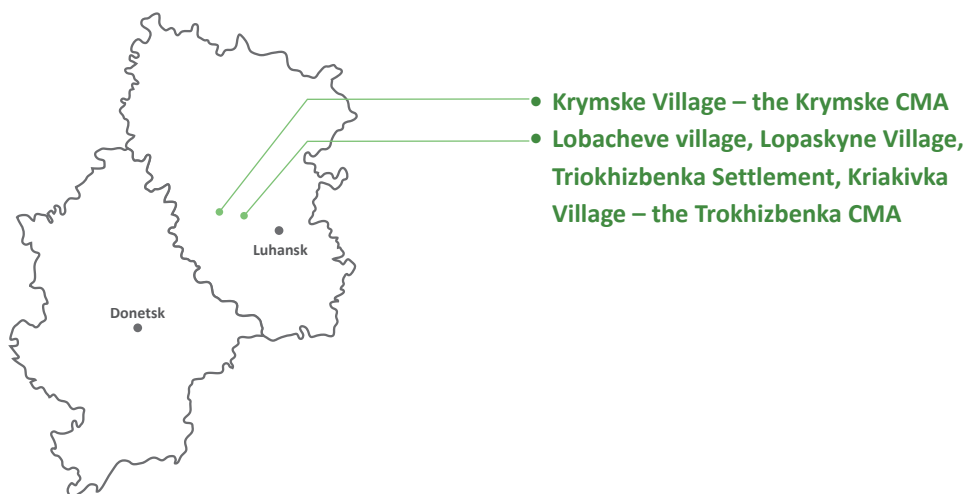 Krymske Village – the Krymske CMA
Lobacheve village, Lopaskyne Village,
Triokhizbenka Settlement, Kriakivka
Village – the Trokhizbenka CMA
Luhansk
Donetsk